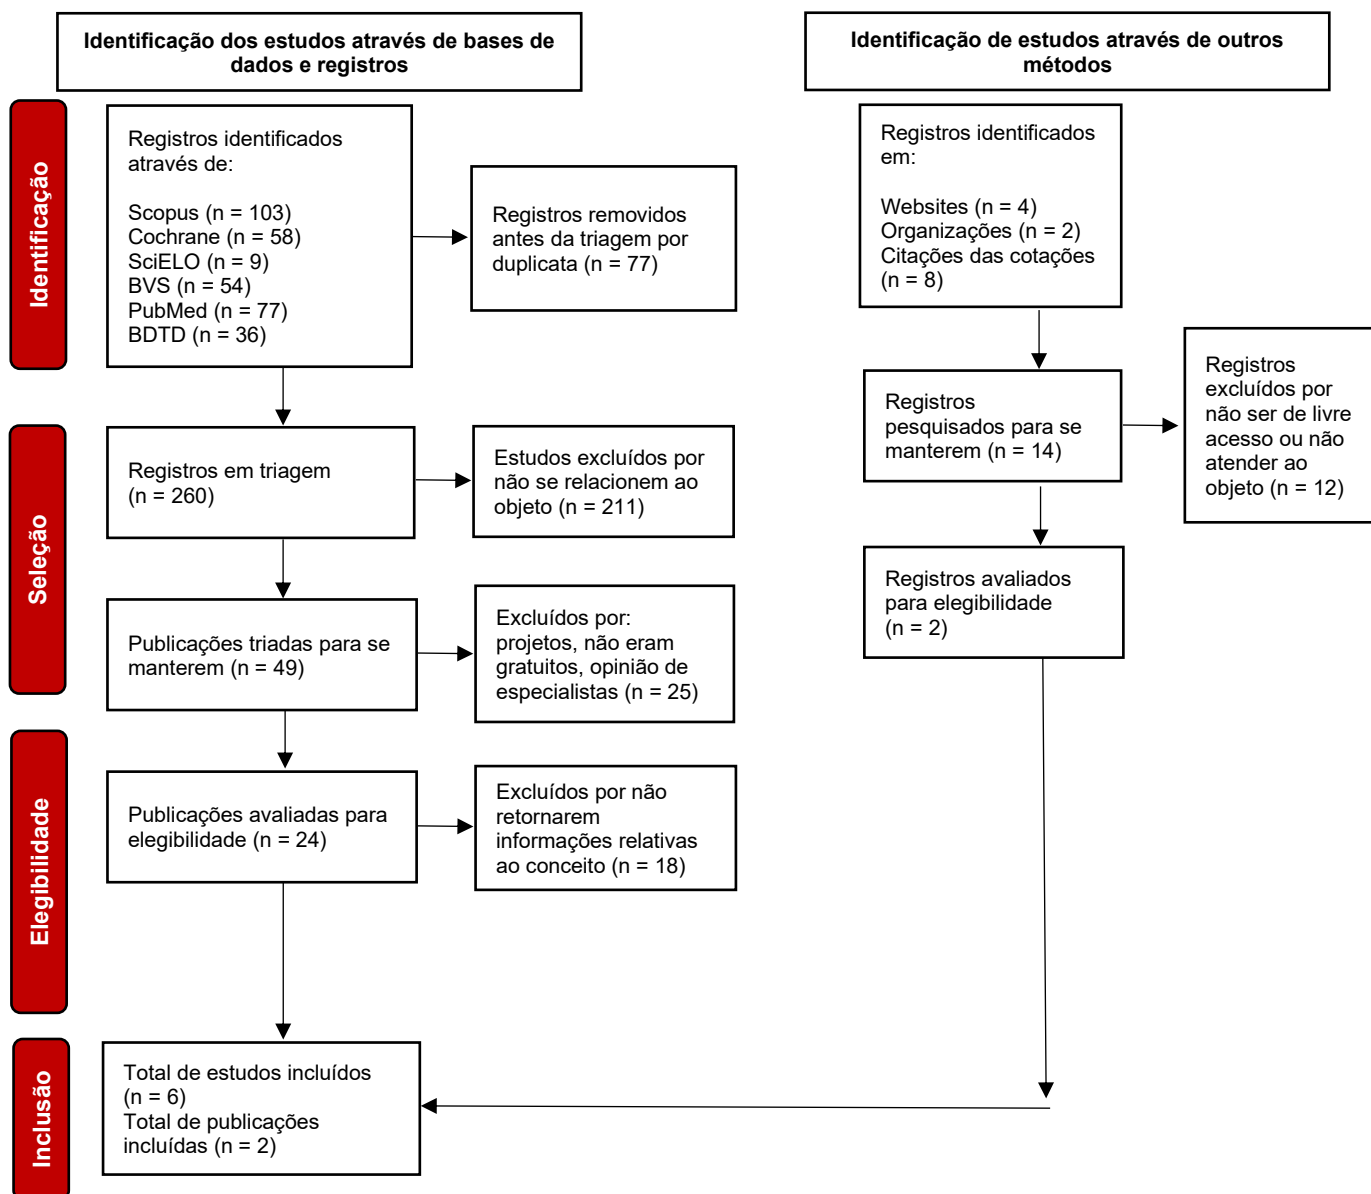 Identificação dos estudos através de bases de
dados e registros
Identificação de estudos através de outros
métodos
Identificação
Registros identificados
através de:
Scopus (n = 103)
Cochrane (n = 58)
SciELO (n = 9)
BVS (n = 54)
PubMed (n = 77)
BDTD (n = 36)
Registros removidos
antes da triagem por
duplicata (n = 77)
Registros identificados
em:
Websites (n = 4)
Organizações (n = 2)
Citações das cotações
(n = 8)
Registros
pesquisados para se
manterem (n = 14)
Registros
excluídos por
não ser de livre
acesso ou não
atender ao
objeto (n = 12)
Seleção
Registros em triagem
(n = 260)
Estudos excluídos por
não se relacionem ao
objeto (n = 211)
Registros avaliados
para elegibilidade
(n = 2)
Publicações triadas para se
manterem (n = 49)
Excluídos por:
projetos, não eram
gratuitos, opinião de
especialistas (n = 25)
Elegibilidade
Publicações avaliadas para
elegibilidade (n = 24)
Excluídos por não
retornarem
informações relativas
ao conceito (n = 18)
Inclusão
Total de estudos incluídos
(n = 6)
Total de publicações
incluídas (n = 2)